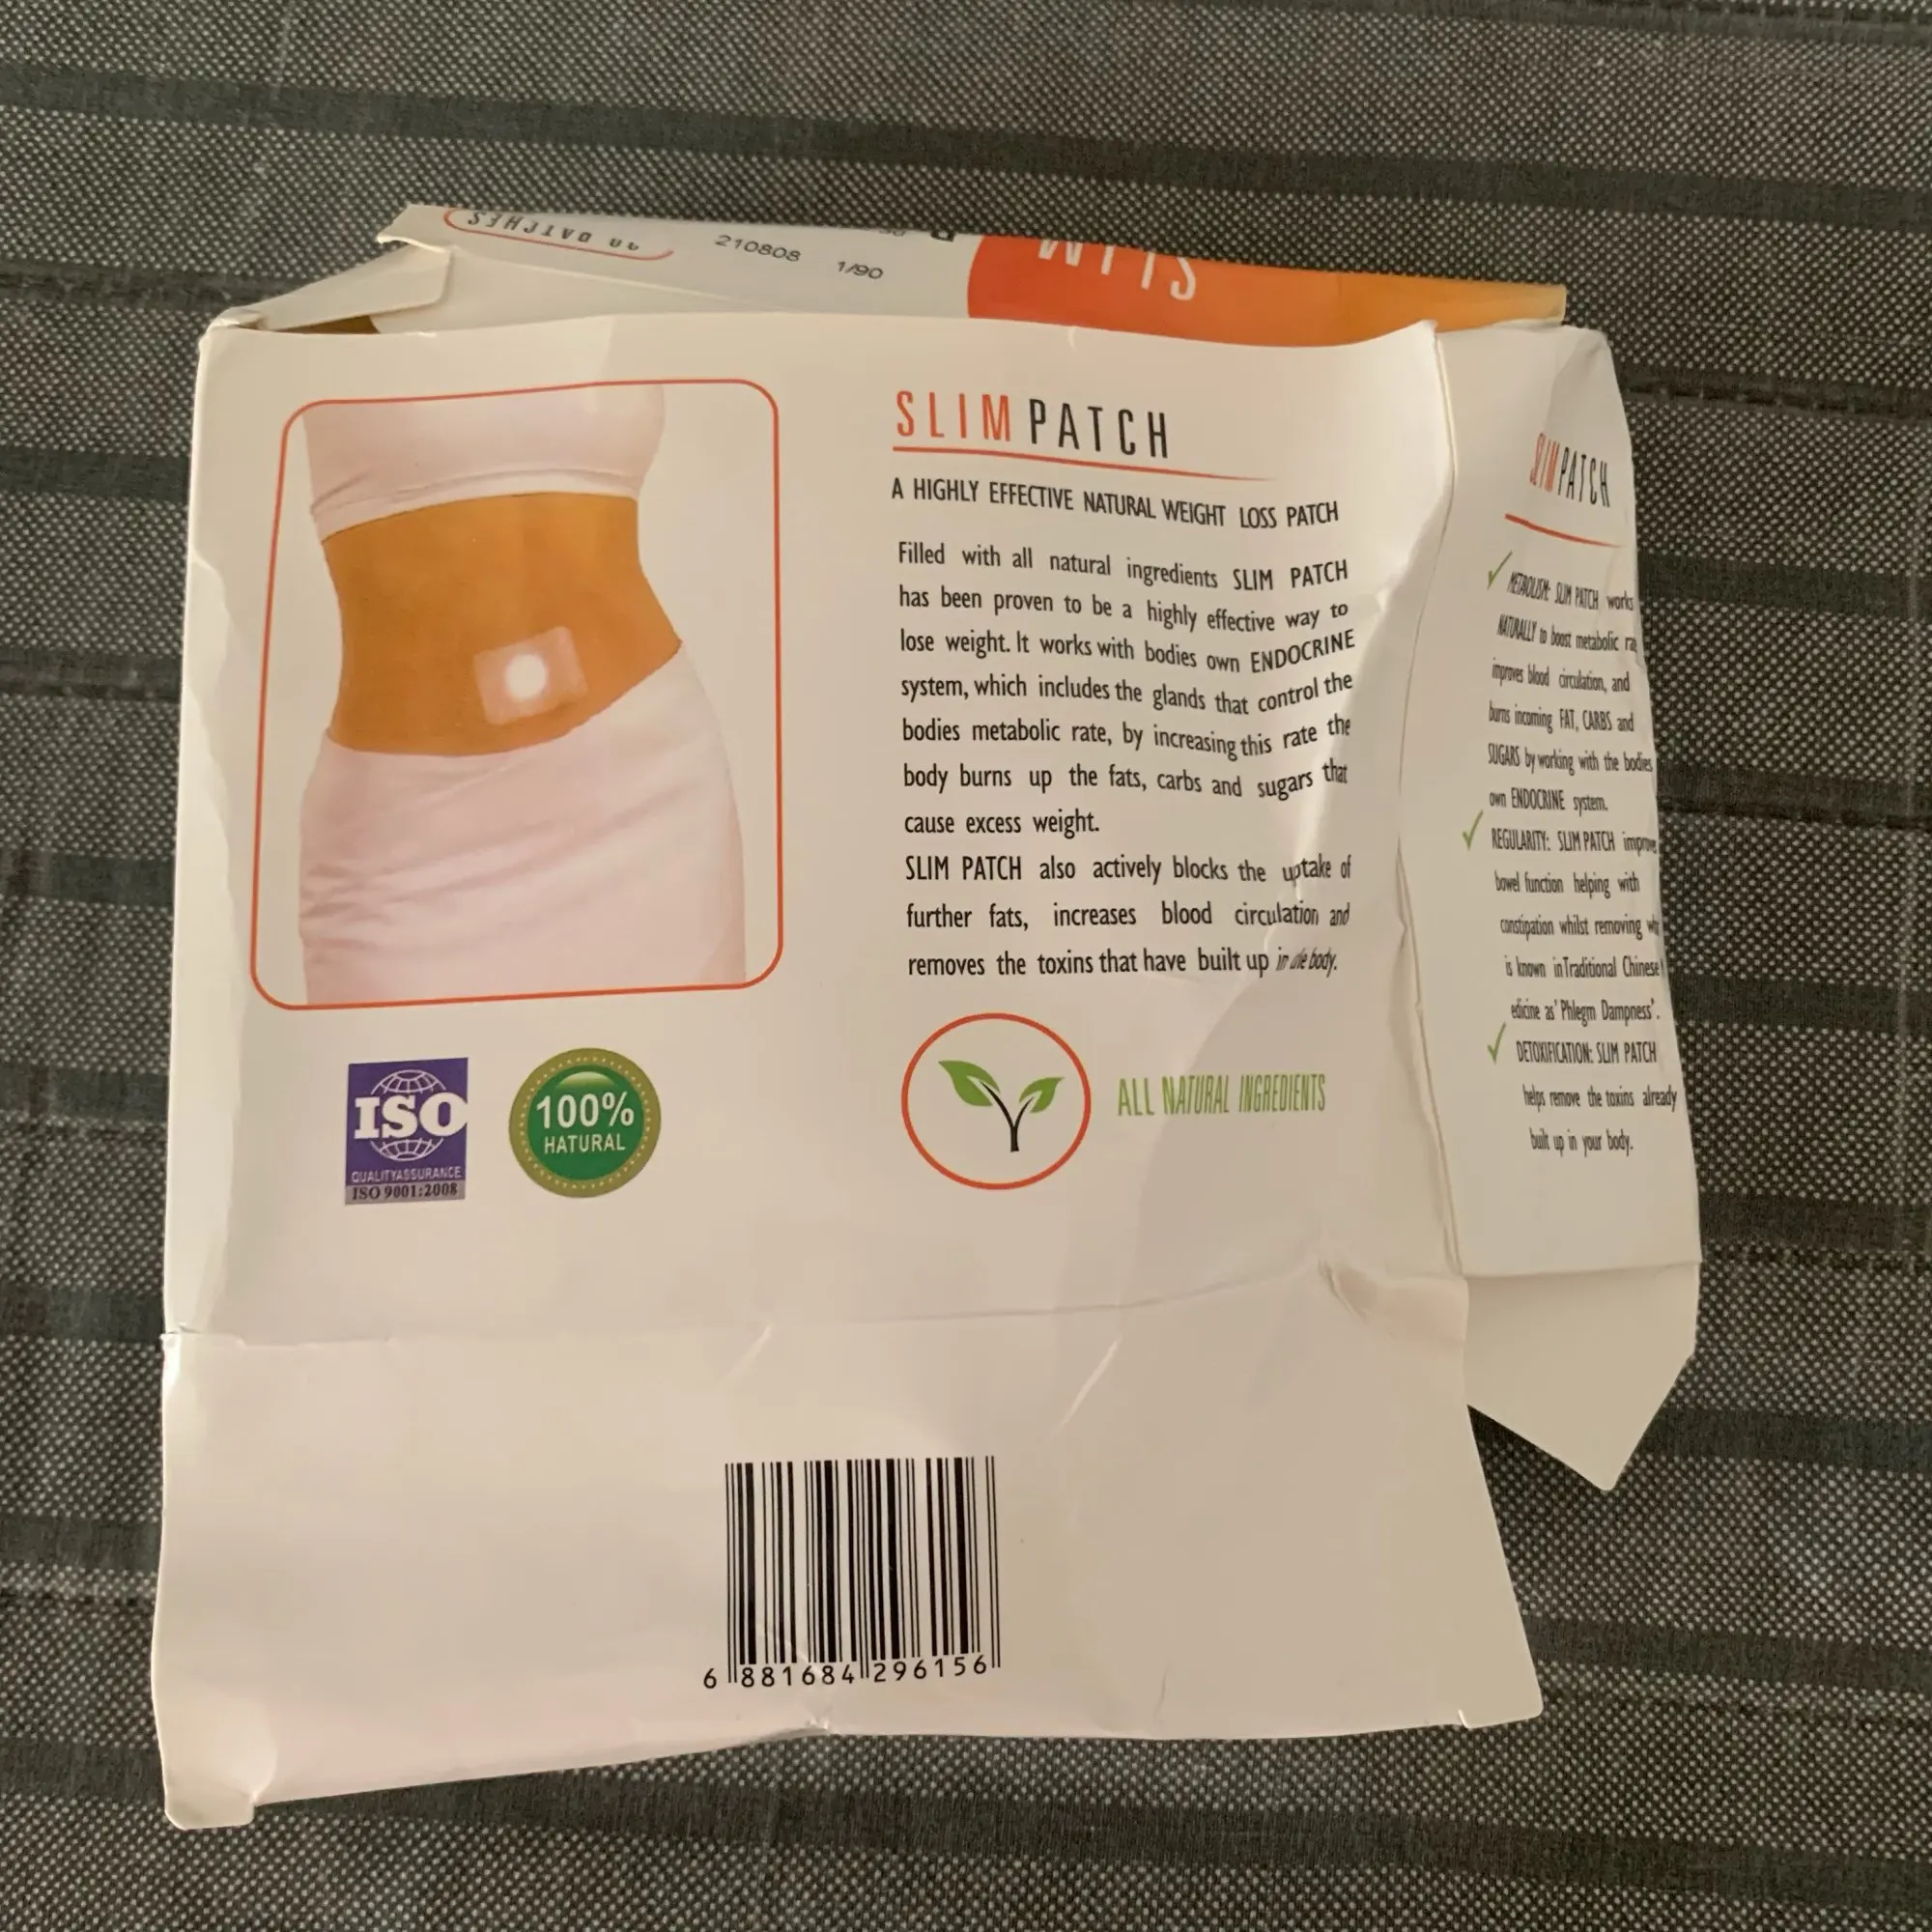 210808 1/90
SLIM
SLIMPATCH
A HIGHLY EFFECTIVE NATURAL WEIGHT LOSS PATCH
Filled with all natural ingredients SLIM PATCH
has been proven to be a highly effective way to
lose weight. It works with bodies own ENDOCRINE
system, which includes the glands that control the
bodies metabolic rate, by increasing this rate the
body burns up the fats, carbs and sugars that
cause excess weight.
SLIM PATCH also actively blocks the uptake of
further fats, increases blood circulation and
removes the toxins that have built up in body.
ALL NATURAL INGREDIENTS
ISO
QUALITYASSURANCE
ISO 9001:2008
100%
HATURAL
6 881684 296156
SLIMPATCH
METABOLISM: SLIM PATCH works
NATURALLY to boost metabolic
improves blood circulation, and
burns incoming FAT, CARBS and
SUGARS by working with the bodies
own ENDOCRINE system.
REGULARITY: SLIM PATCH
bowel function helping with
constipation whilst removing
is known inTraditional Chinese
edicine as' Phlegm Dampness'.
DETOXIFICATION: SLIM PATCH
helps remove the toxins already
built up in your body.